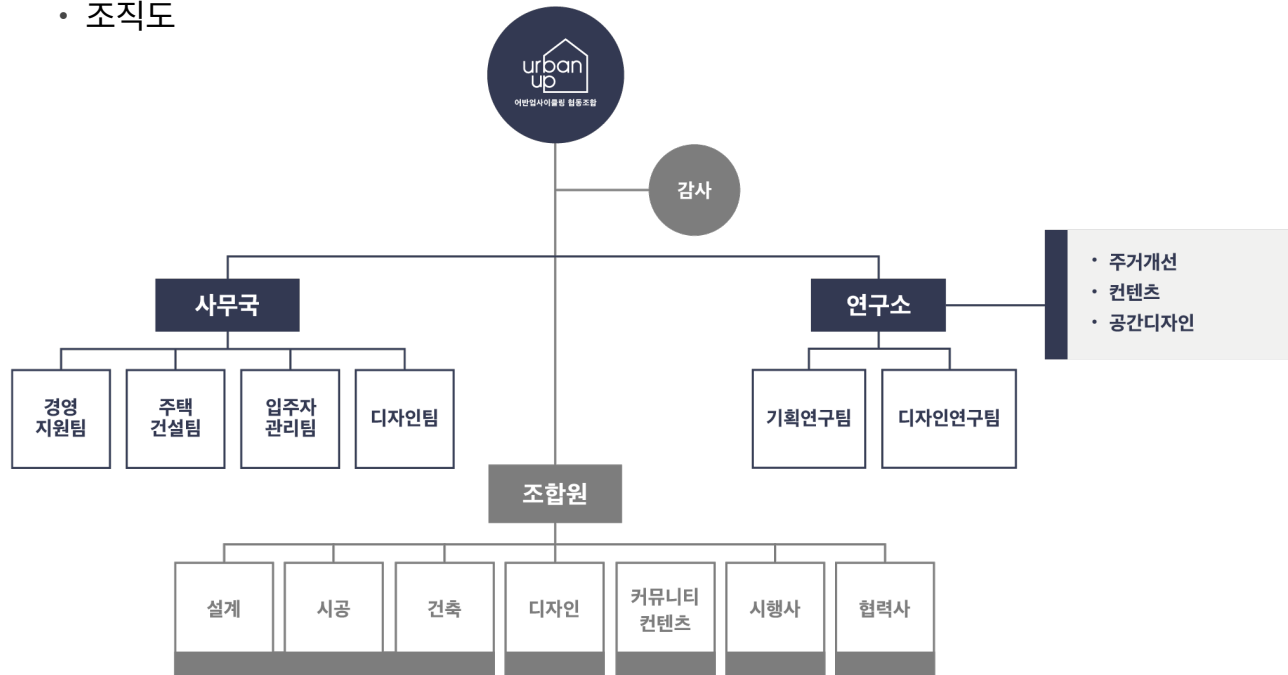 • 조직도
urban
up
어반업사이클링 협동조합
감사
사무국
연구소
• 주거개선
• 컨텐츠
• 공간디자인
경영
지원팀
주택
건설팀
입주자
관리팀
디자인팀
기획연구팀
디자인연구팀
조합원
설계
시공
건축
디자인
커뮤니티
컨텐츠
시행사
협력사